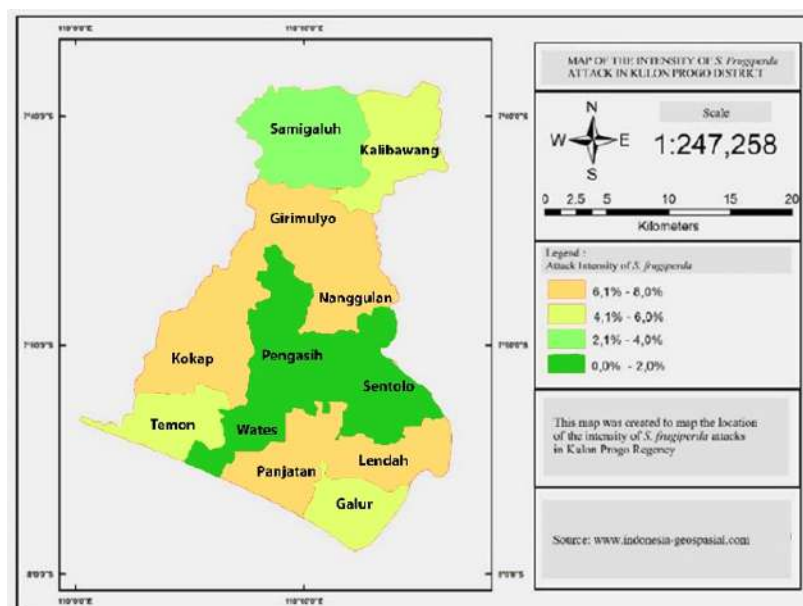 MAP OF THE INTENSITY OF S. Frugiperda
ATTACK IN KULON PROGO DISTRICT
N
W E
S
Scale
1:247,258
0 2.5 5 10 15 20
Kilometers
Legend :
Attack Intensity of S. frugiperda
6,1% - 8,0%
4,1% - 6,0%
2,1% - 4,0%
0,0% - 2,0%
This map was created to map the location
of the intensity of S. frugiperda attacks
in Kulon Progo Regency
Source: www.indonesia-geospasial.com
Samigaluh
Kalibawang
Girimulyo
Nanggulan
Kokap
Pengasih
Sentolo
Temon
Wates
Panjatan
Lendah
Galur